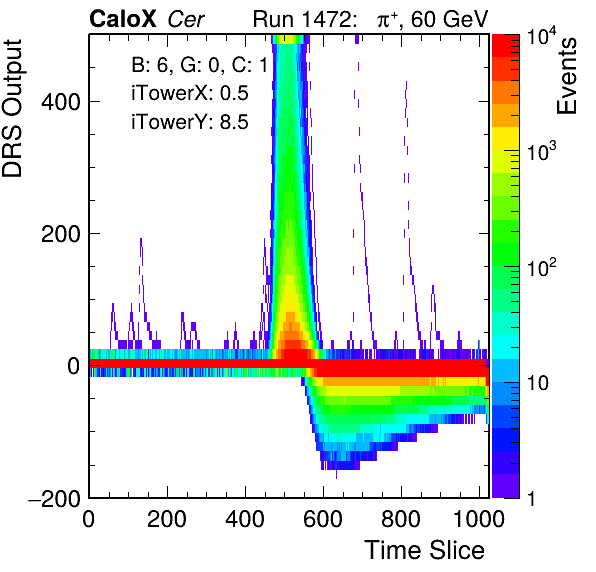 CaloX Cer Run 1472: π⁺, 60 GeV
DRS Output
B: 6, G: 0, C: 1
iTowerX: 0.5
iTowerY: 8.5
400
200
0
−200
0 200 400 600 800 1000
Time Slice
Events
10⁴
10³
10²
10
1